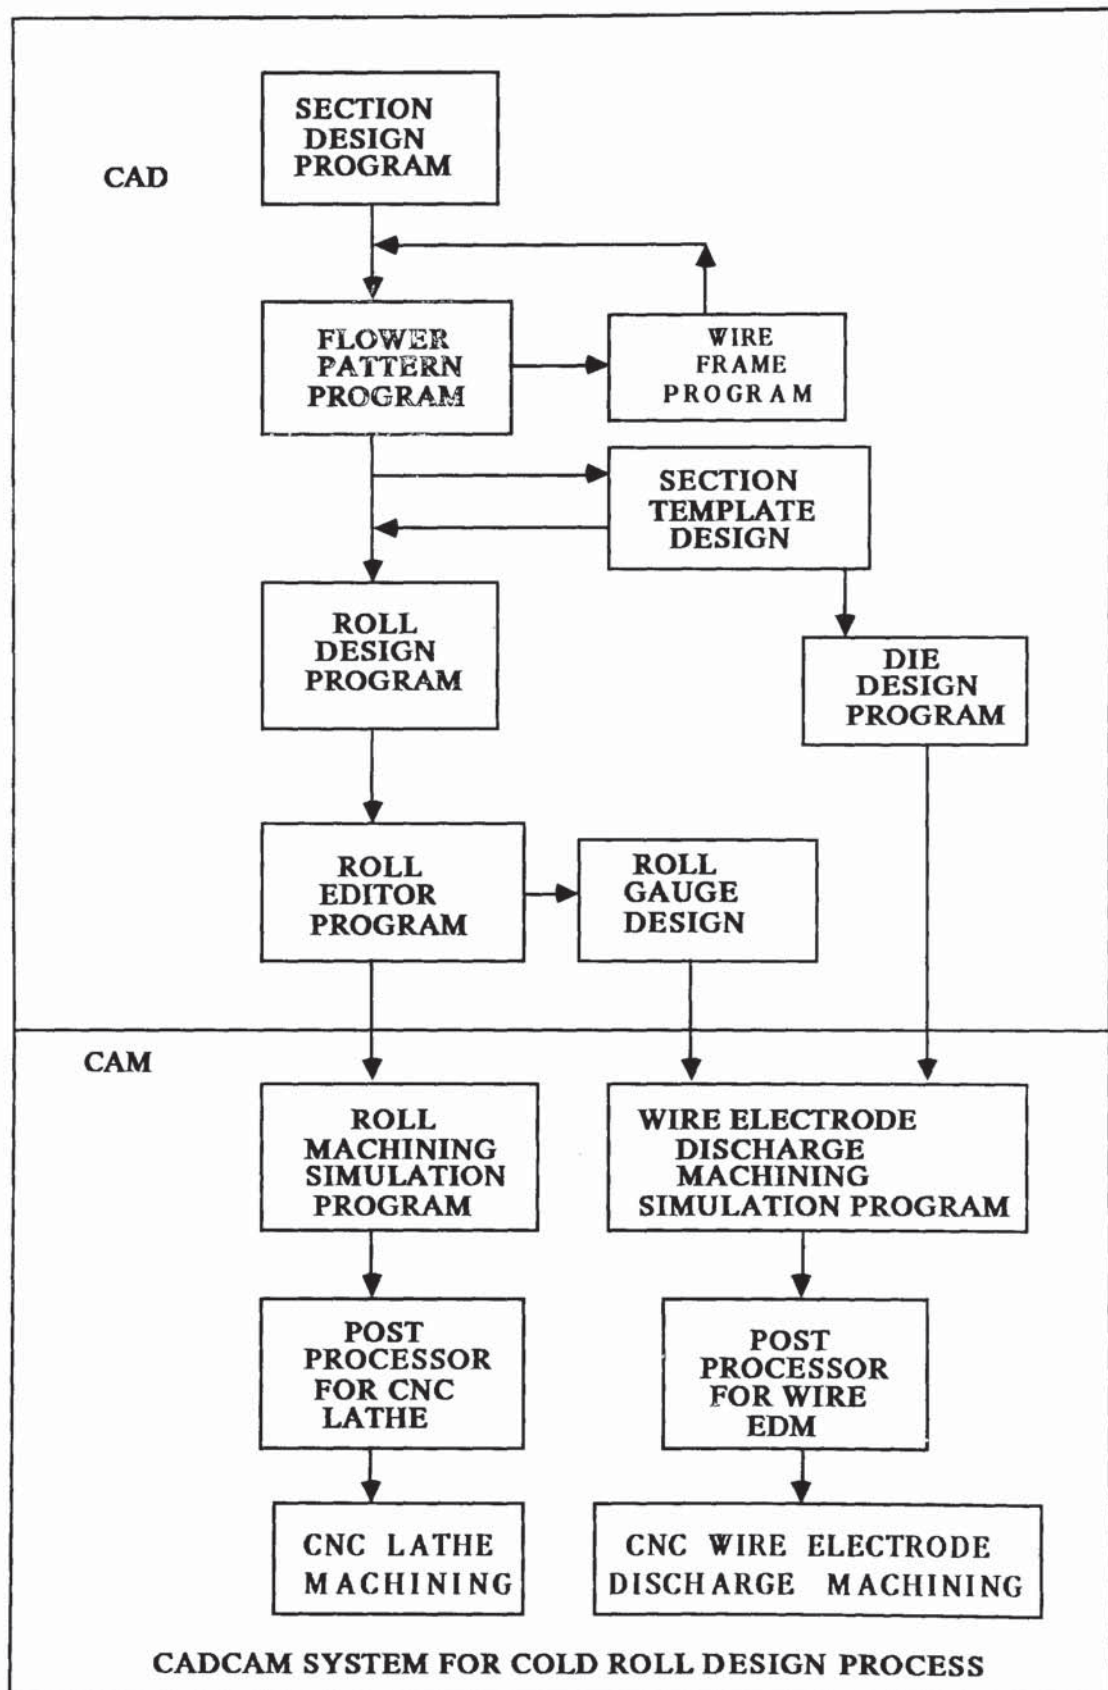 SECTION
DESIGN
PROGRAM
CAD
FLOWER
PATTERN
PROGRAM
WIRE
FRAME
PROGRAM
SECTION
TEMPLATE
DESIGN
ROLL
DESIGN
PROGRAM
DIE
DESIGN
PROGRAM
ROLL
EDITOR
PROGRAM
ROLL
GAUGE
DESIGN
CAM
ROLL
MACHINING
SIMULATION
PROGRAM
WIRE ELECTRODE
DISCHARGE
MACHINING
SIMULATION PROGRAM
POST
PROCESSOR
FOR CNC
LATHE
POST
PROCESSOR
FOR WIRE
EDM
CNC LATHE
MACHINING
CNC WIRE ELECTRODE
DISCHARGE MACHINING
CADCAM SYSTEM FOR COLD ROLL DESIGN PROCESS